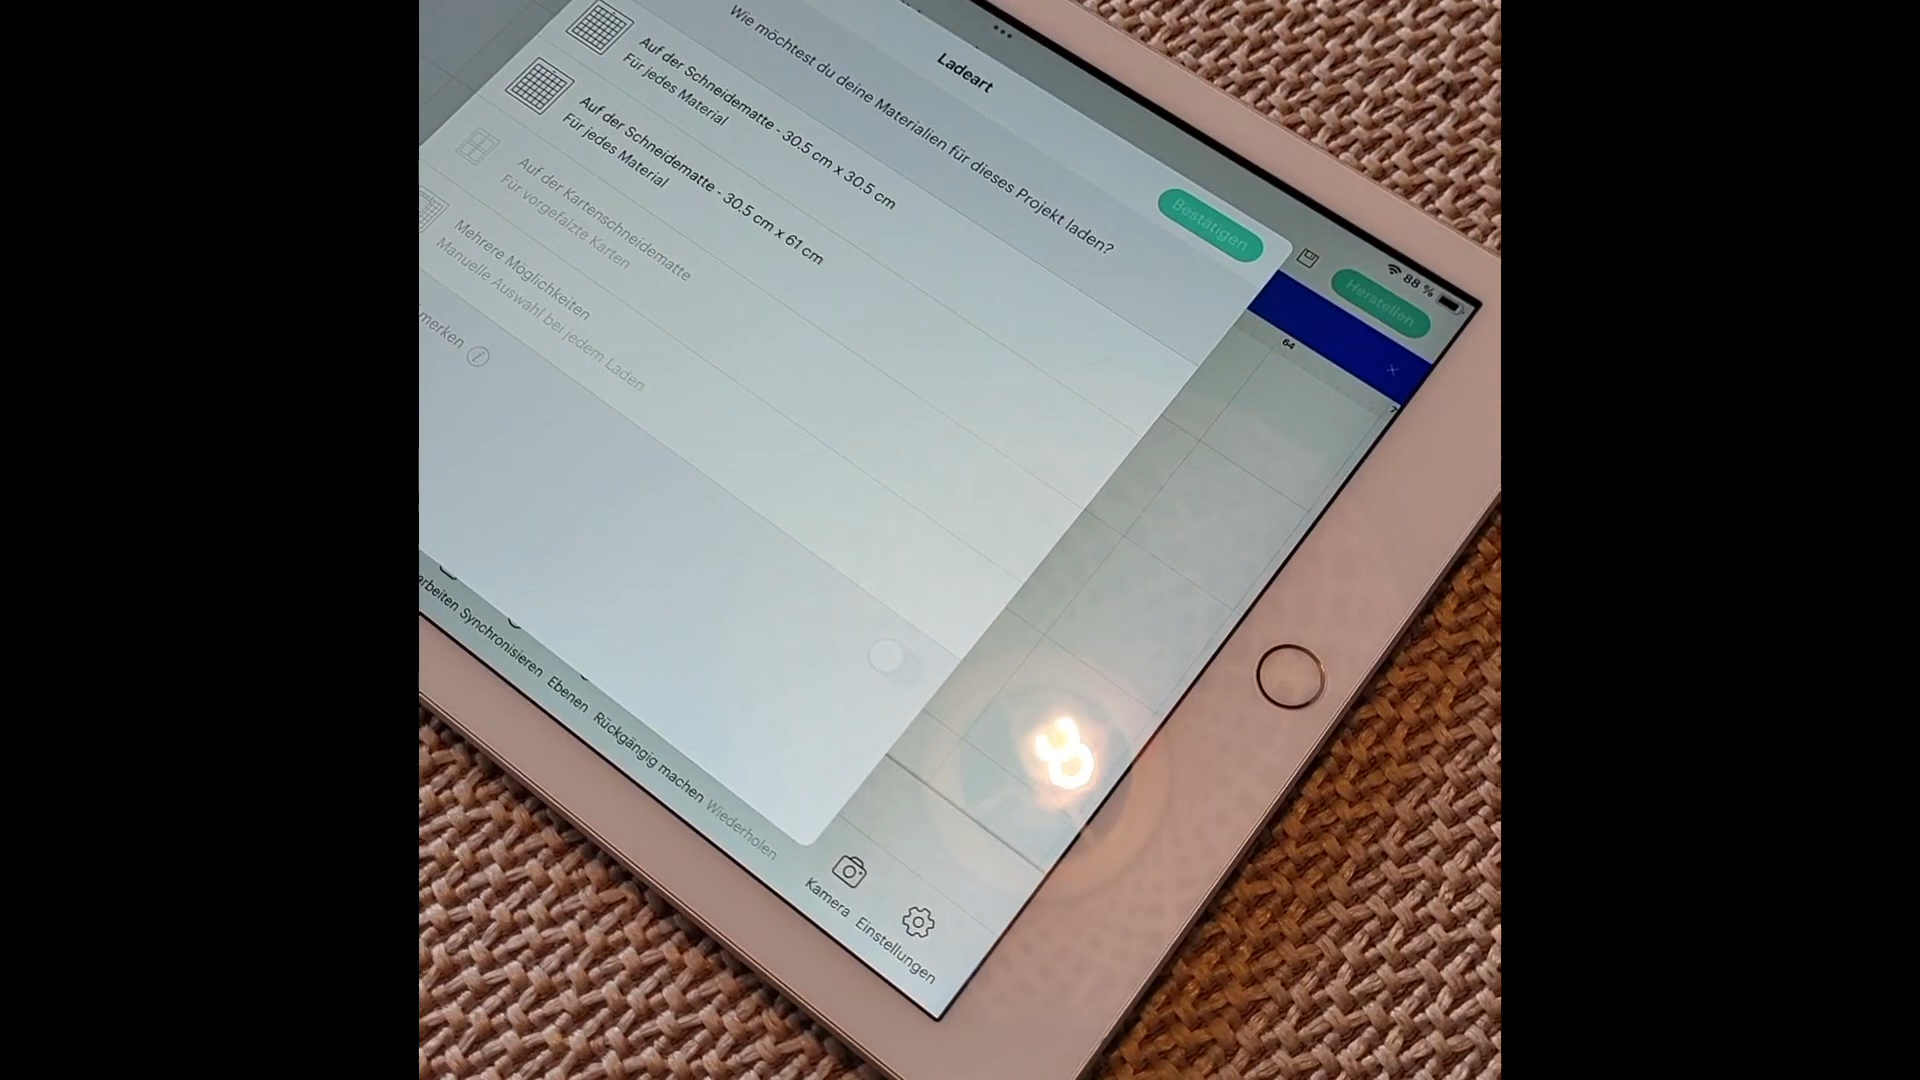 Ladeart
Bestätigen
Wie möchtest du deine Materialien für dieses Projekt laden?
Auf der Schneidematte - 30.5 cm x 30.5 cm
Für jedes Material
Auf der Schneidematte - 30.5 cm x 61 cm
Für jedes Material
Auf der Kartenschneidematte
Für vorgefalzte Karten
Mehrere Möglichkeiten
Manuelle Auswahl bei jedem Laden
merken
88 %
Herstellen
64
7
arbeiten Synchronisieren Ebenen Rückgängig machen Wiederholen
Kamera Einstellungen